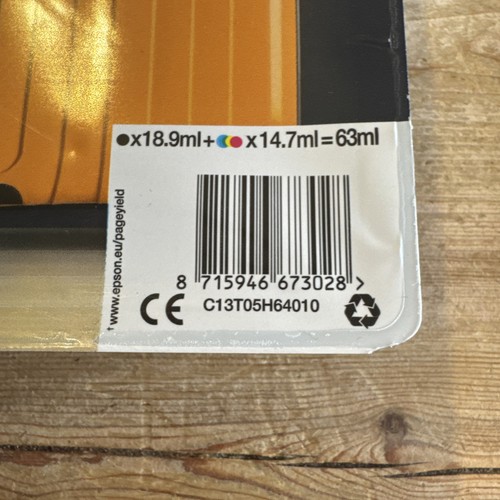 x18.9ml+ x14.7ml=63ml
8 715946 673028 >
C13T05H64010
CE
† www.epson.eu/pageyield